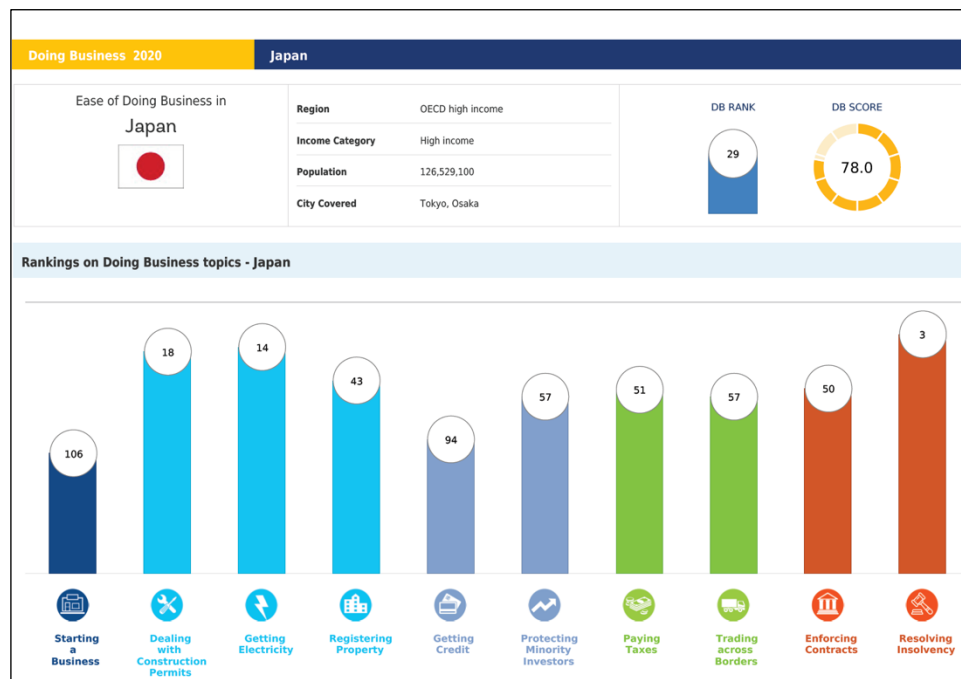 Doing Business 2020
Japan
Ease of Doing Business in
Japan
Region OECD high income
Income Category High income
Population 126,529,100
City Covered Tokyo, Osaka
DB RANK
29
DB SCORE
78.0
Rankings on Doing Business topics - Japan
106
18
14
43
94
57
51
57
50
3
Starting
a
Business
Dealing
with
Construction
Permits
Getting
Electricity
Registering
Property
Getting
Credit
Protecting
Minority
Investors
Paying
Taxes
Trading
across
Borders
Enforcing
Contracts
Resolving
Insolvency